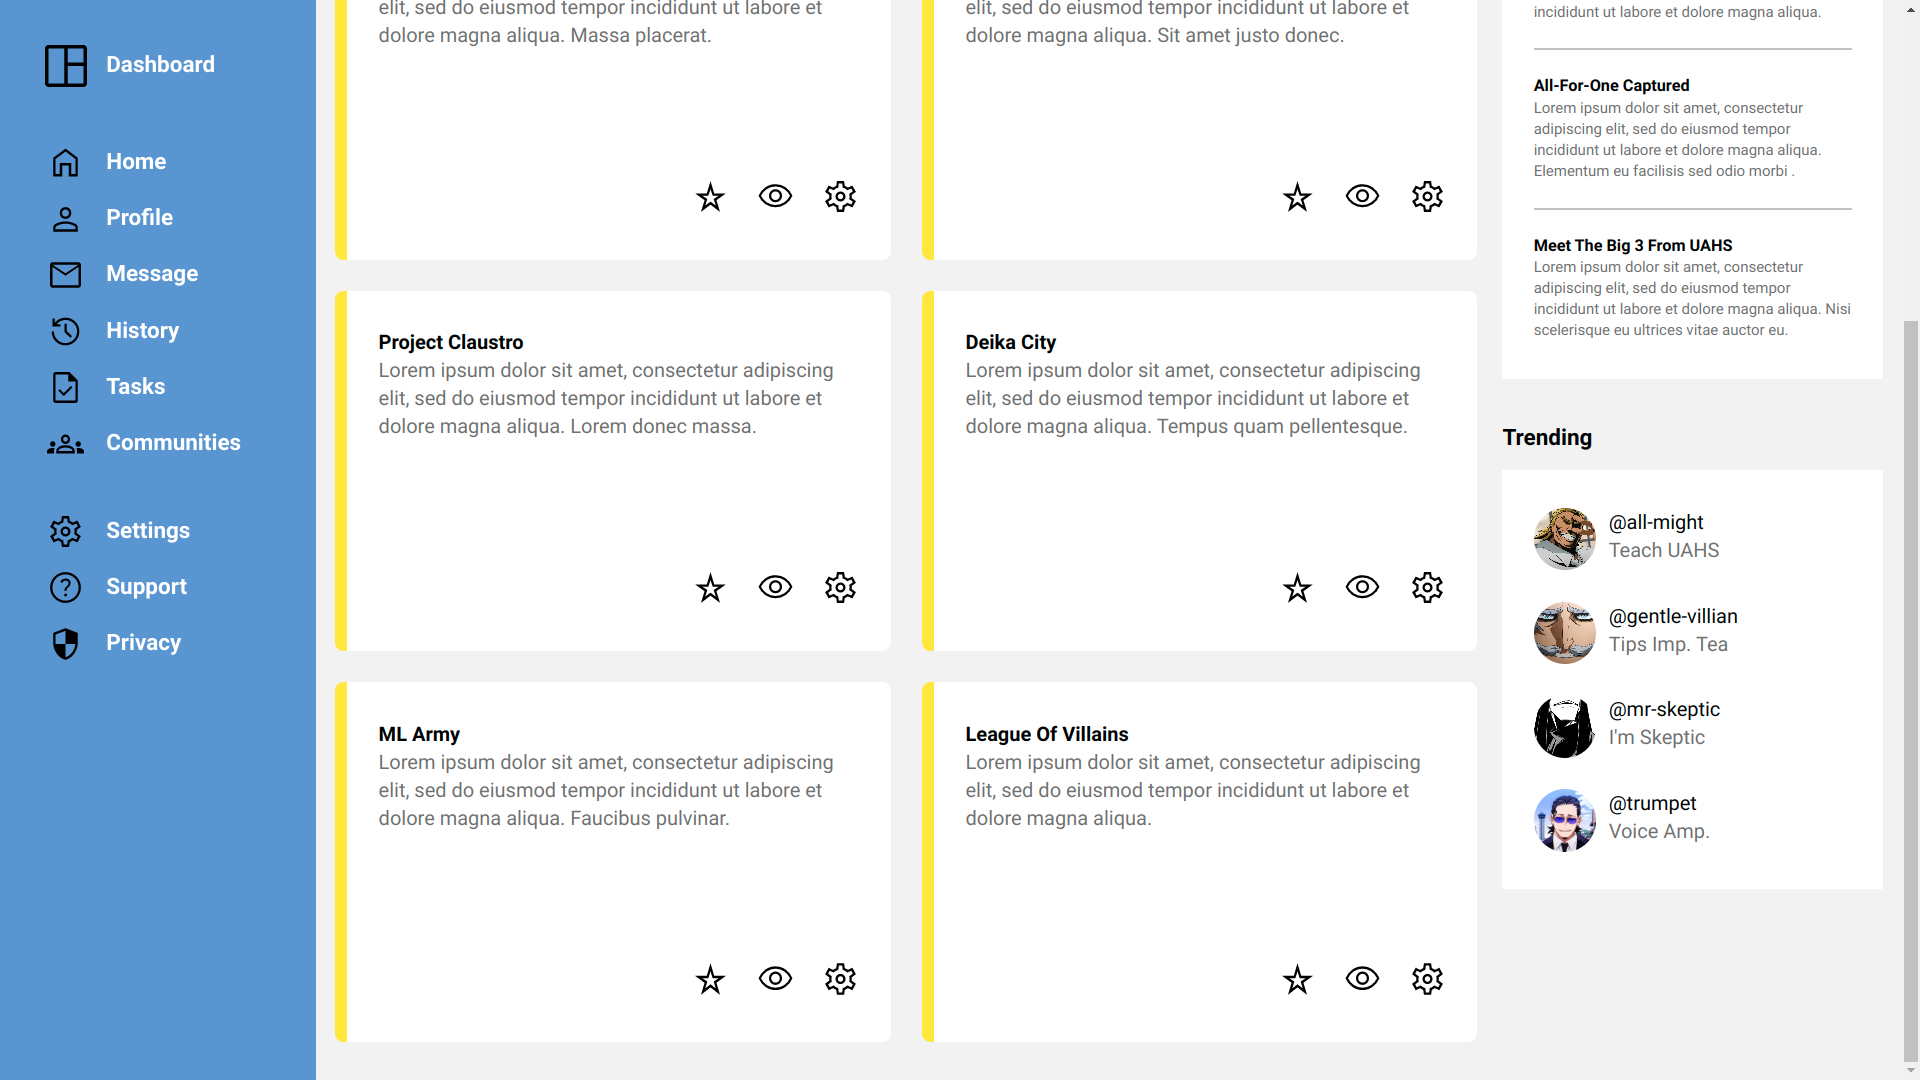 Dashboard
Home
Profile
Message
History
Tasks
Communities
Settings
Support
Privacy
elit, sed do eiusmod tempor incididunt ut labore et
dolore magna aliqua. Massa placerat.
elit, sed do eiusmod tempor incididunt ut labore et
dolore magna aliqua. Sit amet justo donec.
Project Claustro
Lorem ipsum dolor sit amet, consectetur adipiscing
elit, sed do eiusmod tempor incididunt ut labore et
dolore magna aliqua. Lorem donec massa.
Deika City
Lorem ipsum dolor sit amet, consectetur adipiscing
elit, sed do eiusmod tempor incididunt ut labore et
dolore magna aliqua. Tempus quam pellentesque.
ML Army
Lorem ipsum dolor sit amet, consectetur adipiscing
elit, sed do eiusmod tempor incididunt ut labore et
dolore magna aliqua. Faucibus pulvinar.
League Of Villains
Lorem ipsum dolor sit amet, consectetur adipiscing
elit, sed do eiusmod tempor incididunt ut labore et
dolore magna aliqua.
incididunt ut labore et dolore magna aliqua.
All-For-One Captured
Lorem ipsum dolor sit amet, consectetur
adipiscing elit, sed do eiusmod tempor
incididunt ut labore et dolore magna aliqua.
Elementum eu facilisis sed odio morbi .
Meet The Big 3 From UAHS
Lorem ipsum dolor sit amet, consectetur
adipiscing elit, sed do eiusmod tempor
incididunt ut labore et dolore magna aliqua. Nisi
scelerisque eu ultrices vitae auctor eu.
Trending
@all-might
Teach UAHS
@gentle-villian
Tips Imp. Tea
@mr-skeptic
I'm Skeptic
@trumpet
Voice Amp.